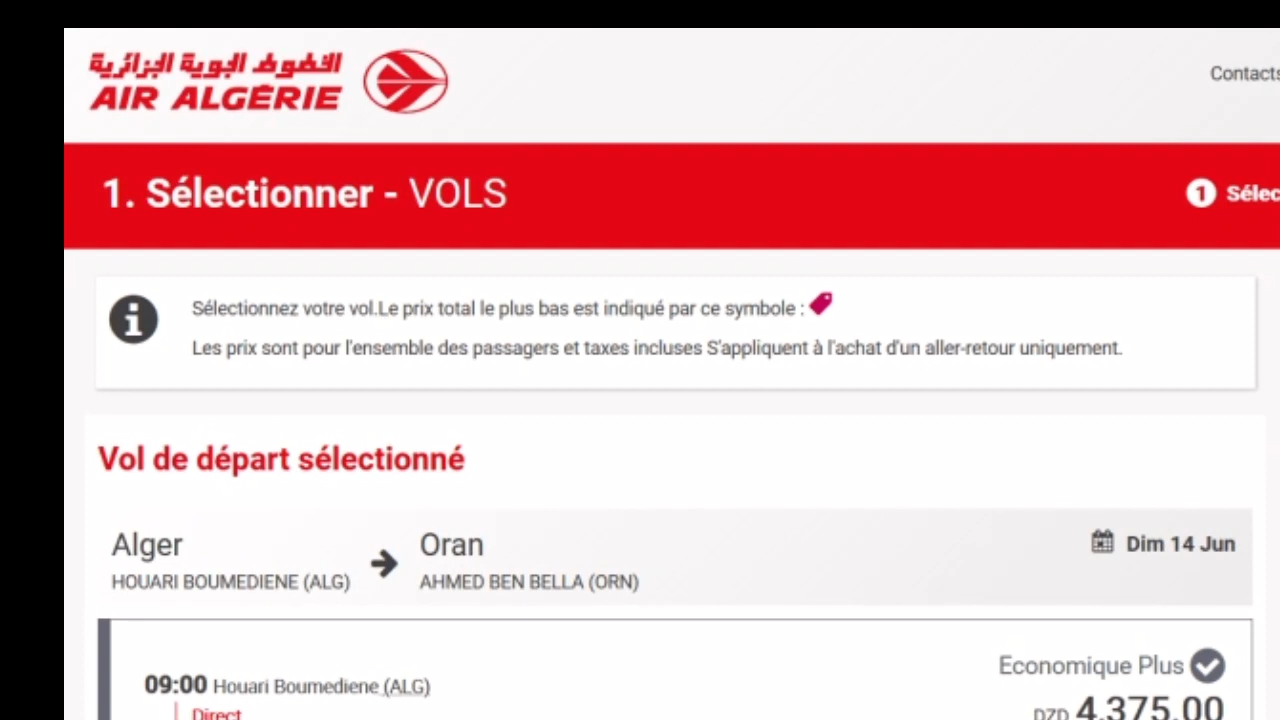 الخطوط الجوية الجزائرية
AIR ALGÉRIE
Contacts
1. Sélectionner - VOLS
1 Sélec
Sélectionnez votre vol.Le prix total le plus bas est indiqué par ce symbole :
Les prix sont pour l'ensemble des passagers et taxes incluses S'appliquent à l'achat d'un aller-retour uniquement.
Vol de départ sélectionné
Alger
Oran
Dim 14 Jun
HOUARI BOUMEDIENE (ALG)
AHMED BEN BELLA (ORN)
Economique Plus
09:00 Houari Boumediene (ALG)
DZD 4,375.00
Direct